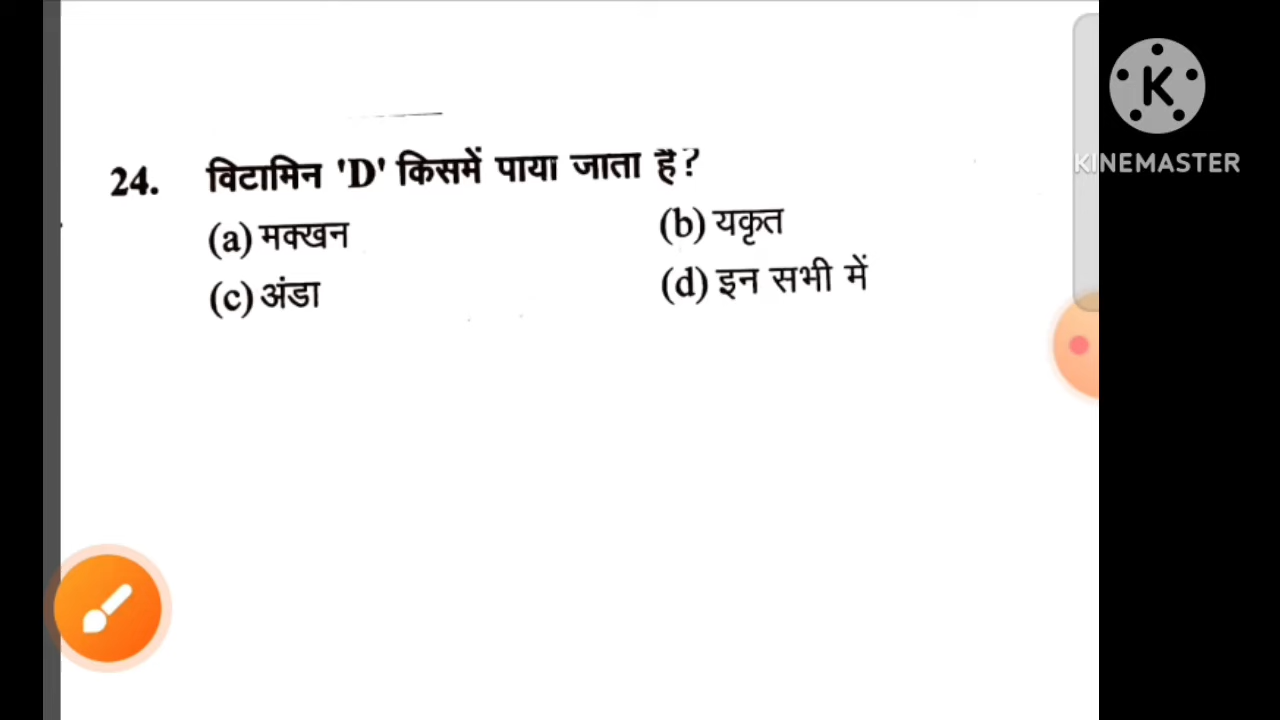 24. विटामिन 'D' किसमें पाया जाता है?
(a) मक्खन (b) यकृत
(c) अंडा (d) इन सभी में
K
KINEMASTER